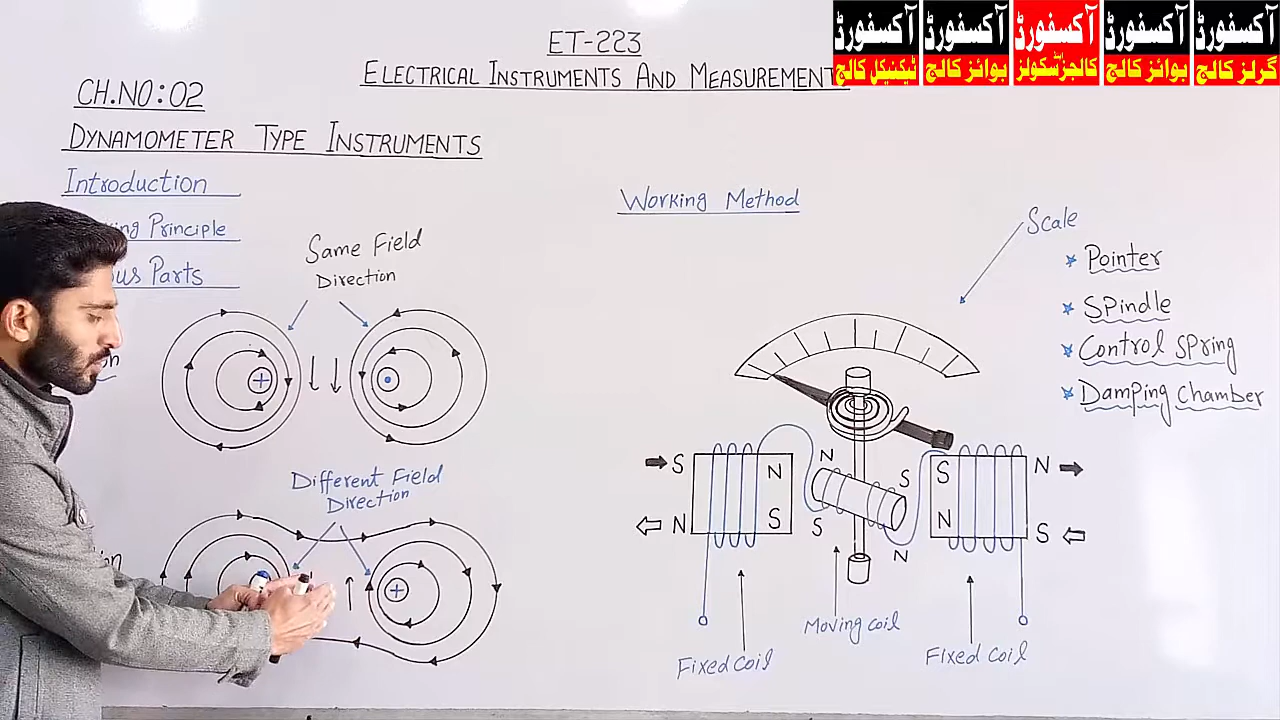 ET-223
ELECTRICAL INSTRUMENTS AND MEASUREMENT
آکسفورڈ ٹیکنیکل کالج
آکسفورڈ بوائز کالج
آکسفورڈ کالجز اینڈ سکولز
آکسفورڈ بوائز کالج
آکسفورڈ گرلز کالج
CH.NO:02
DYNAMOMETER TYPE INSTRUMENTS
Introduction
Principle
Parts
Same Field
Direction
Different Field
Direction
Working Method
Scale
Pointer
Spindle
Control Spring
Damping Chamber
S N N S S N
N S S N N S
Fixed coil
Moving coil
Fixed coil